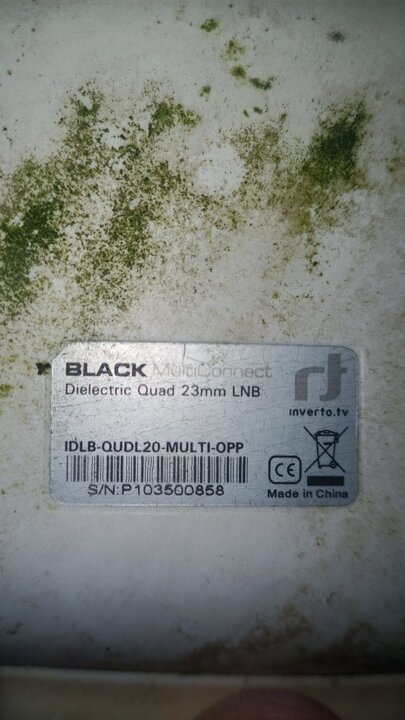 BLACK MultiConnect
Dielectric Quad 23mm LNB
inverto.tv
IDLB-QUDL20-MULTI-OPP
CE
S/N:P103500858
Made in China